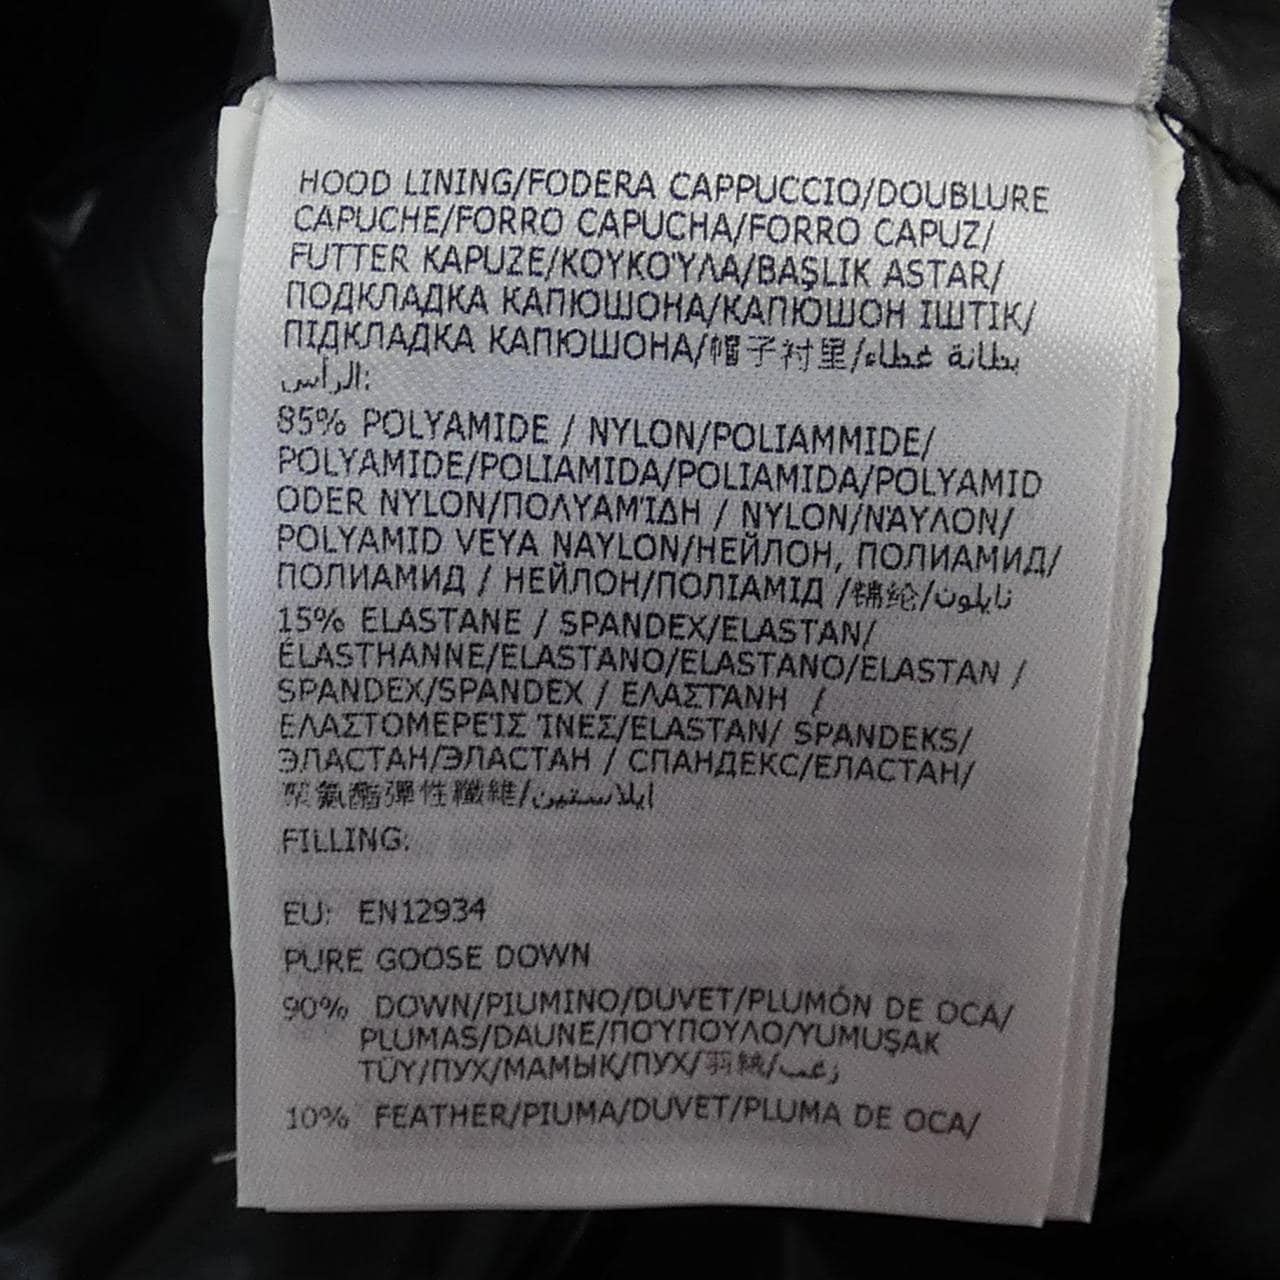 HOOD LINING/FODERA CAPPUCCIO/DOUBLURE
CAPUCHE/FORRO CAPUCHA/FORRO CAPUZ/
FUTTER KAPUZE/ΚΟΥΚΟΎΛΑ/BAŞLIK ASTAR/
ПОДКЛАДКА КАПЮШОНА/КАПЮШОН ІШТІК/
ПІДКЛАДКА КАПЮШОНА/帽子衬里/بطانة غطاء
الرأس:
85% POLYAMIDE / NYLON/POLIAMMIDE/
POLYAMIDE/POLIAMIDA/POLIAMIDA/POLYAMID
ODER NYLON/ΠΟΛΥΑΜΊΔΗ / NYLON/ΝΆΥΛΟΝ/
POLYAMID VEYA NAYLON/НЕЙЛОН, ПОЛИАМИД/
ПОЛИАМИД / НЕЙЛОН/ПОЛІАМІД /锦纶/نايلون
15% ELASTANE / SPANDEX/ELASTAN/
ÉLASTHANNE/ELASTANO/ELASTANO/ELASTAN /
SPANDEX/SPANDEX / ΕΛΑΣΤΑΝΗ /
ΕΛΑΣΤΟΜΕΡΕΊΣ ΊΝΕΣ/ELASTAN/ SPANDEKS/
ЭЛАСТАН/ЭЛАСТАН / СПАНДЕКС/ЕЛАСТАН/
聚氨酯彈性纖維/ايلاستين
FILLING:
EU: EN12934
PURE GOOSE DOWN
90% DOWN/PIUMINO/DUVET/PLUMÓN DE OCA/
PLUMAS/DAUNE/ΠΟΎΠΟΥΛΟ/YUMUŞAK
TÜY/ПУХ/МАМЫҚ/ПУХ/羽絨/زغب
10% FEATHER/PIUMA/DUVET/PLUMA DE OCA/